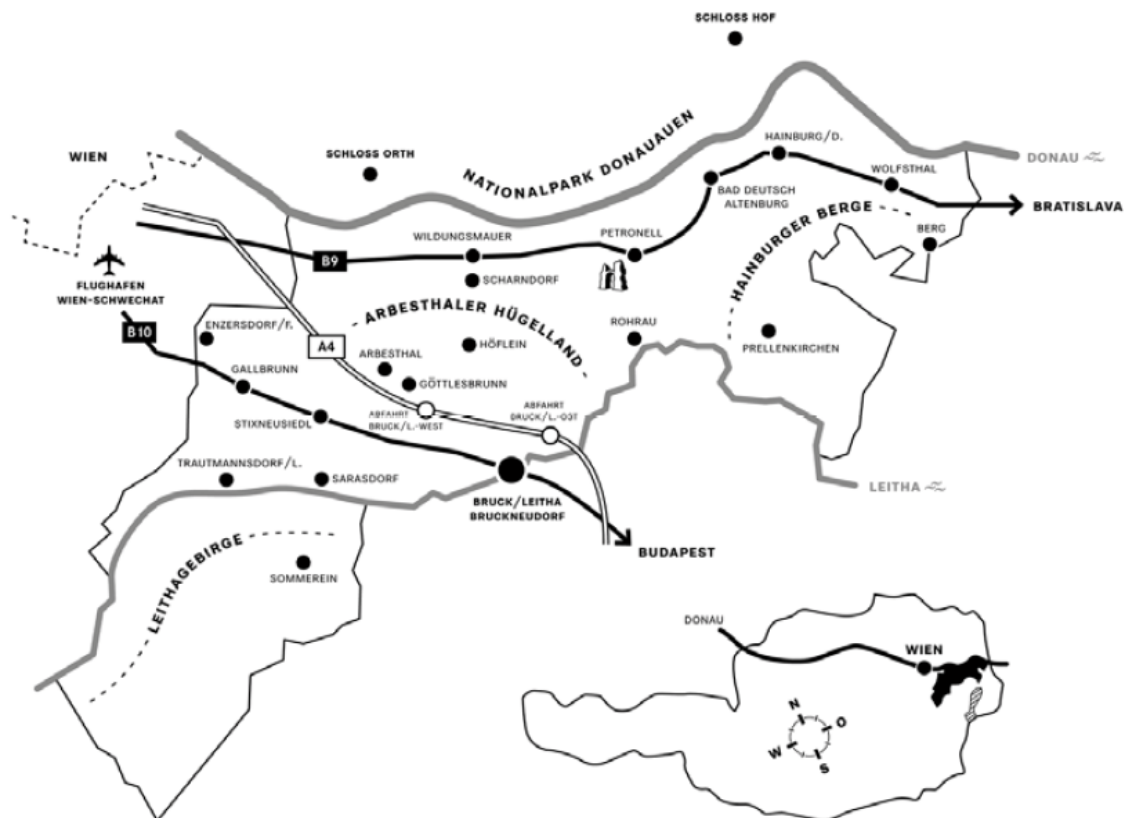 SCHLOSS HOF
WIEN
SCHLOSS ORTH
NATIONALPARK DONAUAUEN
HAINBURG/D.
DONAU
WOLFSTHAL
BAD DEUTSCH
ALTENBURG
BRATISLAVA
HAINBURGER BERGE
BERG
WILDUNGSMAUER
PETRONELL
B9
SCHARNDORF
FLUGHAFEN
WIEN-SCHWECHAT
B10
ENZERSDORF/F.
ARBESTHALER HÜGELLAND
ROHRAU
A4
HÖFLEIN
PRELLENKIRCHEN
ARBESTHAL
GÖTTLESBRUNN
GALLBRUNN
ABFAHRT
BRUCK/L.-WEST
ABFAHRT
STIXNEUSIEDL
TRAUTMANNSDORF/L.
SARASDORF
LEITHA
BRUCK/LEITHA
BRUCKNEUDORF
BUDAPEST
LEITHAGEBIRGE
SOMMEREIN
DONAU
WIEN
N
O
W
S